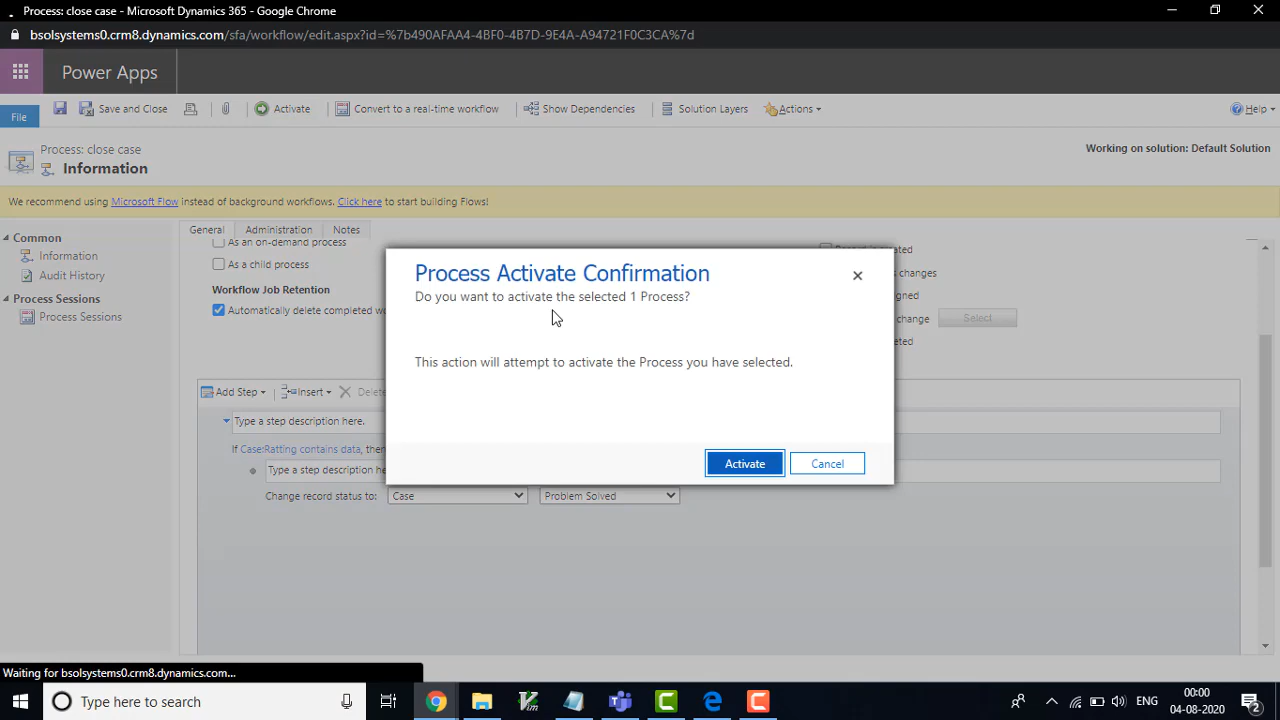 Process: close case - Microsoft Dynamics 365 - Google Chrome
bsolsystems0.crm8.dynamics.com/sfa/workflow/edit.aspx?id=%7b490AFAA4-4BF0-4B7D-9E4A-A94721F0C3CA%7d
Power Apps
File
Save and Close
Activate
Convert to a real-time workflow
Show Dependencies
Solution Layers
Actions
Help
Process: close case
Information
Working on solution: Default Solution
We recommend using Microsoft Flow instead of background workflows. Click here to start building Flows!
Common
Information
Audit History
Process Sessions
Process Sessions
General
Administration
Notes
As an on-demand process
As a child process
Workflow Job Retention
Automatically delete completed
changes
change
Select
Process Activate Confirmation
Do you want to activate the selected 1 Process?
This action will attempt to activate the Process you have selected.
Activate
Cancel
Add Step
Insert
Delete
Type a step description here.
If Case:Ratting contains data, then
Type a step description
Change record status to:
Case
Problem Solved
Waiting for bsolsystems0.crm8.dynamics.com...
Type here to search
ENG
00:00
04-08-2020
2